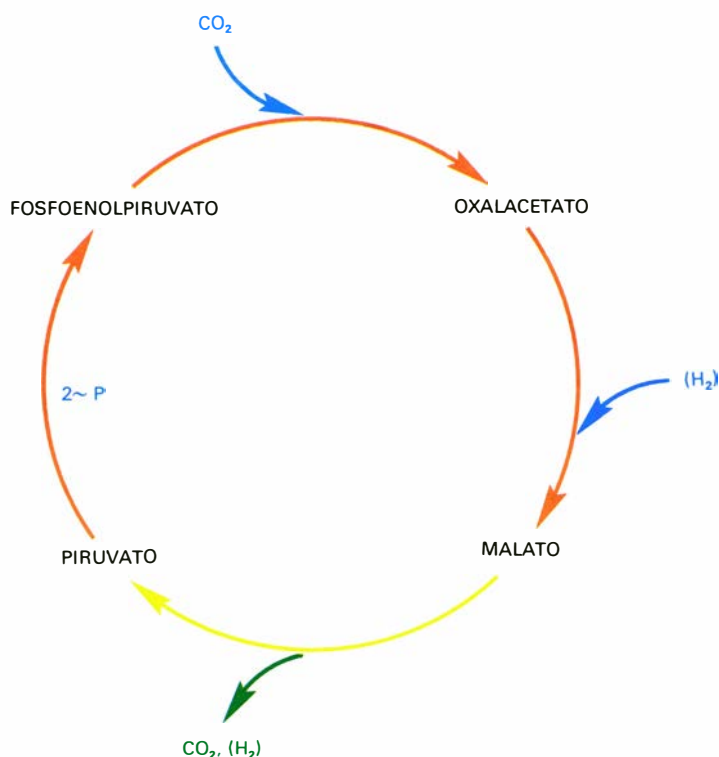 CO₂
FOSFOENOLPIRUVATO
OXALACETATO
2~ P
(H₂)
PIRUVATO
MALATO
CO₂, (H₂)